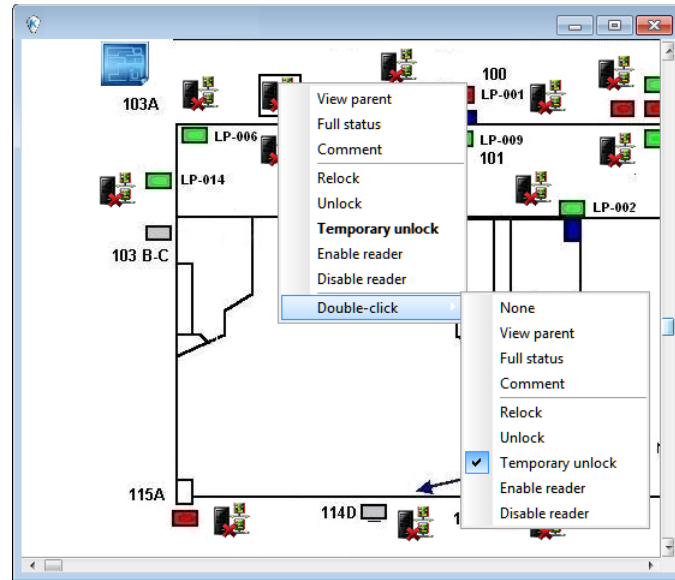 100
103A
LP-001
View parent
Full status
Comment
Relock
Unlock
Temporary unlock
Enable reader
Disable reader
Double-click
LP-006
LP-009
101
LP-014
LP-002
103 B-C
None
View parent
Full status
Comment
Relock
Unlock
Temporary unlock
Enable reader
Disable reader
115A
114D